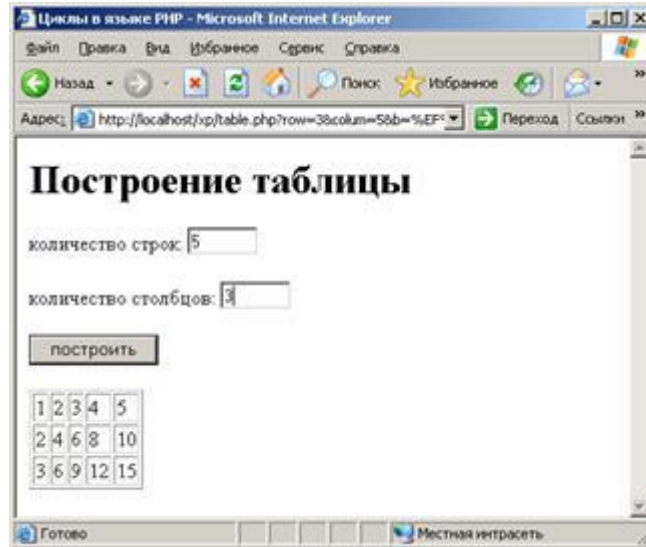 Циклы в языке PHP - Microsoft Internet Explorer
Файл Правка Вид Избранное Сервис Справка
Назад Поиск Избранное »
Адрес: http://localhost/xp/table.php?row=3&colum=5&b=%EF% Переход Ссылки »
Построение таблицы
количество строк: 5
количество столбцов: 3
построить
1 2 3 4 5
2 4 6 8 10
3 6 9 12 15
Готово Местная интрасеть